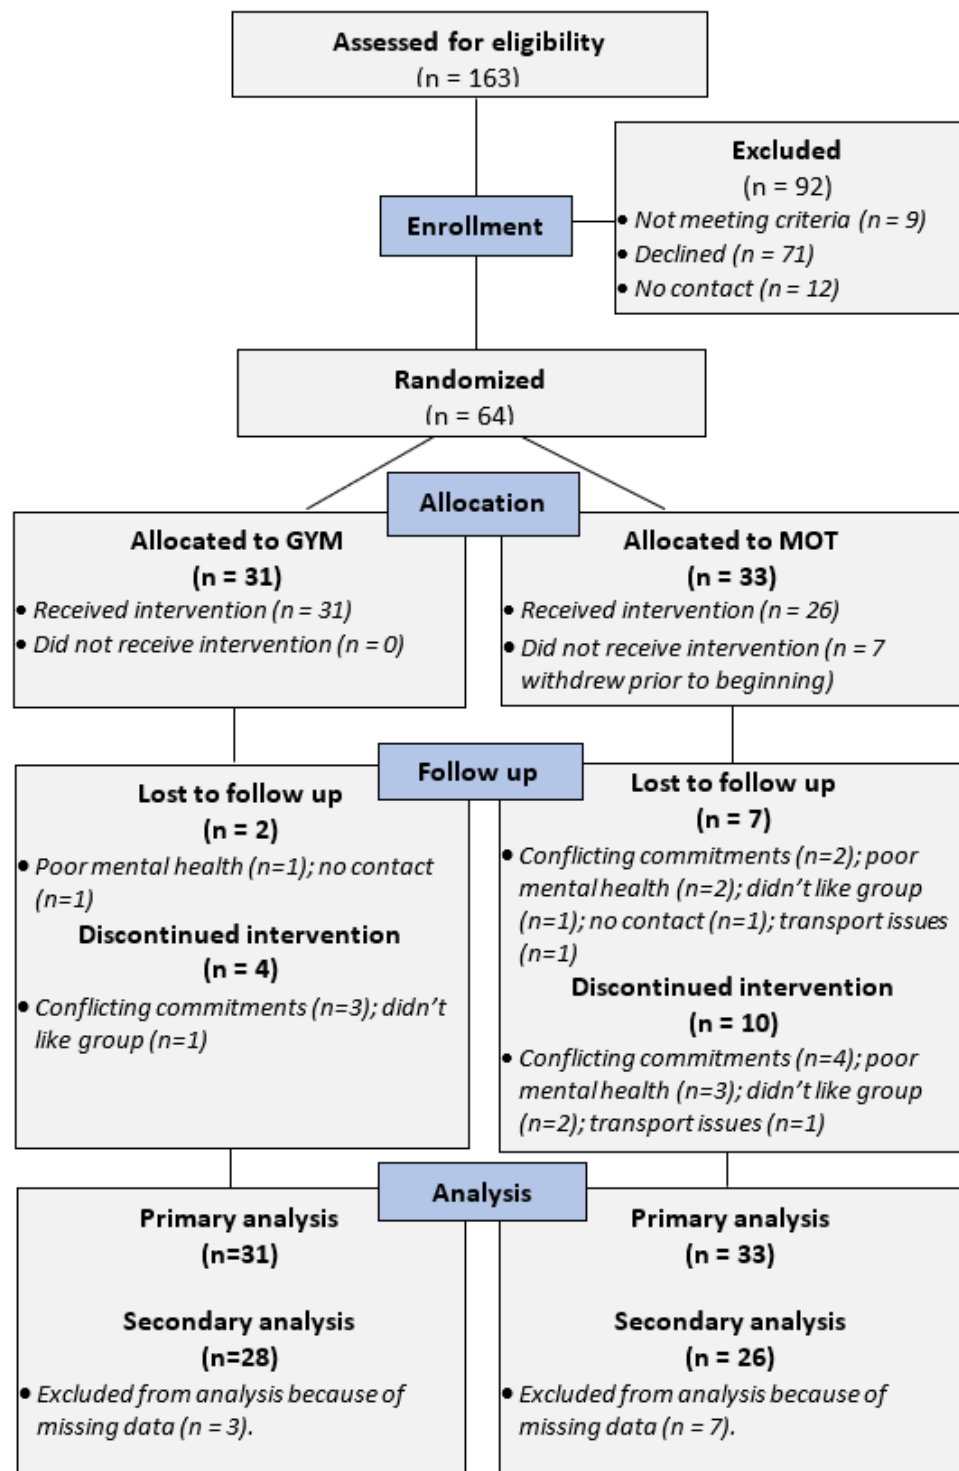 Assessed for eligibility
(n = 163)
Excluded
(n = 92)
• Not meeting criteria (n = 9)
• Declined (n = 71)
• No contact (n = 12)
Enrollment
Randomized
(n = 64)
Allocation
Allocated to GYM
(n = 31)
• Received intervention (n = 31)
• Did not receive intervention (n = 0)
Allocated to MOT
(n = 33)
• Received intervention (n = 26)
• Did not receive intervention (n = 7
withdrew prior to beginning)
Follow up
Lost to follow up
(n = 2)
• Poor mental health (n=1); no contact
(n=1)
Discontinued intervention
(n = 4)
• Conflicting commitments (n=3); didn't
like group (n=1)
Lost to follow up
(n = 7)
• Conflicting commitments (n=2); poor
mental health (n=2); didn't like group
(n=1); no contact (n=1); transport issues
(n=1)
Discontinued intervention
(n = 10)
• Conflicting commitments (n=4); poor
mental health (n=3); didn't like group
(n=2); transport issues (n=1)
Analysis
Primary analysis
(n=31)
Secondary analysis
(n=28)
• Excluded from analysis because of
missing data (n = 3).
Primary analysis
(n = 33)
Secondary analysis
(n = 26)
• Excluded from analysis because of
missing data (n = 7).